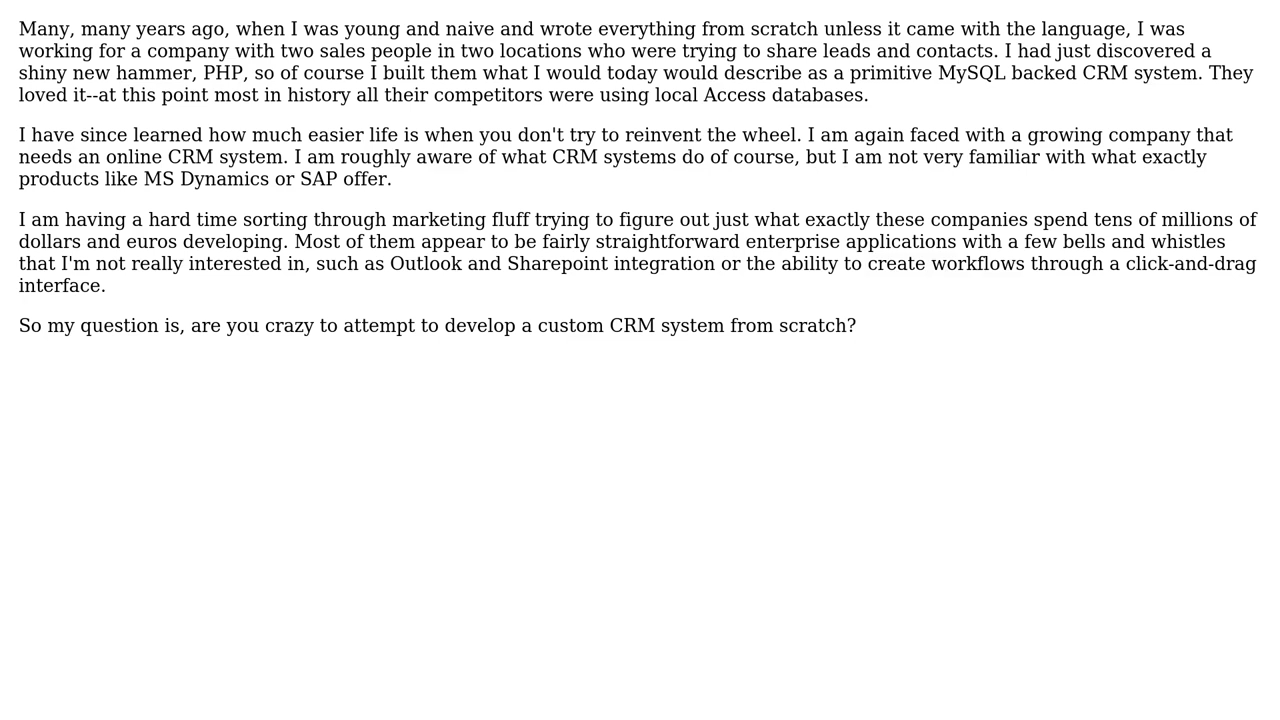 Many, many years ago, when I was young and naive and wrote everything from scratch unless it came with the language, I was
working for a company with two sales people in two locations who were trying to share leads and contacts. I had just discovered a
shiny new hammer, PHP, so of course I built them what I would today would describe as a primitive MySQL backed CRM system. They
loved it--at this point most in history all their competitors were using local Access databases.
I have since learned how much easier life is when you don't try to reinvent the wheel. I am again faced with a growing company that
needs an online CRM system. I am roughly aware of what CRM systems do of course, but I am not very familiar with what exactly
products like MS Dynamics or SAP offer.
I am having a hard time sorting through marketing fluff trying to figure out just what exactly these companies spend tens of millions of
dollars and euros developing. Most of them appear to be fairly straightforward enterprise applications with a few bells and whistles
that I'm not really interested in, such as Outlook and Sharepoint integration or the ability to create workflows through a click-and-drag
interface.
So my question is, are you crazy to attempt to develop a custom CRM system from scratch?